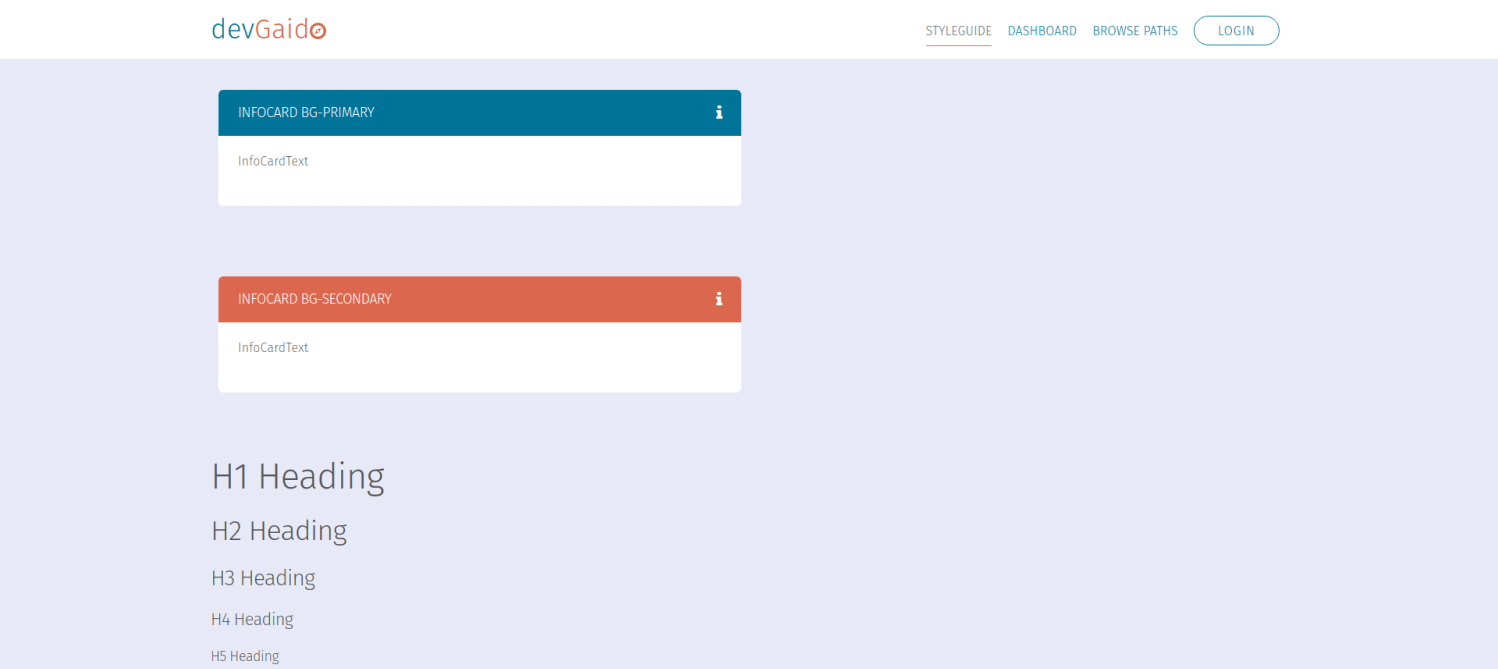 devGaido
STYLEGUIDE DASHBOARD BROWSE PATHS LOGIN
INFOCARD BG-PRIMARY
InfoCardText
INFOCARD BG-SECONDARY
InfoCardText
H1 Heading
H2 Heading
H3 Heading
H4 Heading
H5 Heading